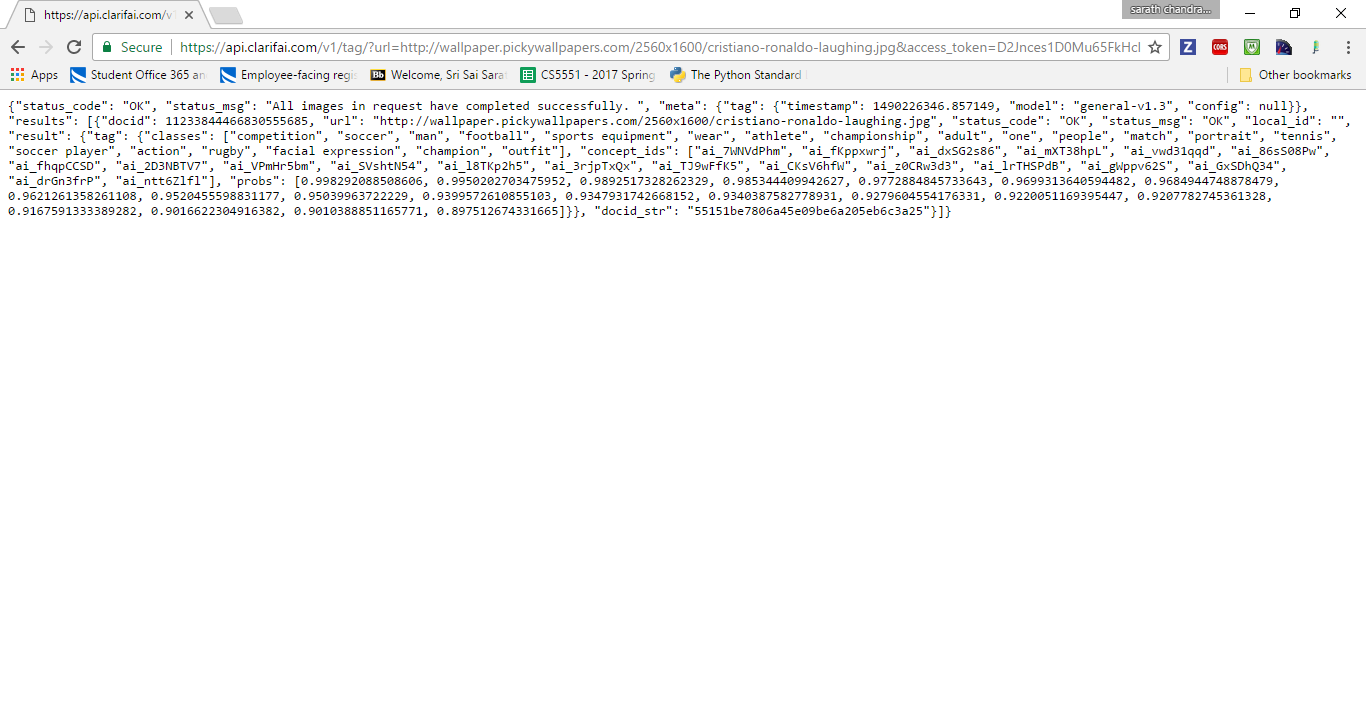 https://api.clarifai.com/v1
sarath chandra...
Secure https://api.clarifai.com/v1/tag/?url=http://wallpaper.pickywallpapers.com/2560x1600/cristiano-ronaldo-laughing.jpg&access_token=D2Jnces1D0Mu65FkHcl
Apps Student Office 365 an Employee-facing regis Bb Welcome, Sri Sai Sarat CS5551 - 2017 Spring The Python Standard Other bookmarks
{"status_code": "OK", "status_msg": "All images in request have completed successfully. ", "meta": {"tag": {"timestamp": 1490226346.857149, "model": "general-v1.3", "config": null}},
"results": [{"docid": 11233844466830555685, "url": "http://wallpaper.pickywallpapers.com/2560x1600/cristiano-ronaldo-laughing.jpg", "status_code": "OK", "status_msg": "OK", "local_id": "",
"result": {"tag": {"classes": ["competition", "soccer", "man", "football", "sports equipment", "wear", "athlete", "championship", "adult", "one", "people", "match", "portrait", "tennis",
"soccer player", "action", "rugby", "facial expression", "champion", "outfit"], "concept_ids": ["ai_7WNVdPhm", "ai_fKppxwrj", "ai_dxSG2s86", "ai_mXT38hpL", "ai_vwd31qqd", "ai_86sS08Pw",
"ai_fhqpCCSD", "ai_2D3NBTV7", "ai_VPmHr5bm", "ai_SVshtN54", "ai_l8TKp2h5", "ai_3rjpTxQx", "ai_TJ9wFfK5", "ai_CKsV6hfW", "ai_z0CRw3d3", "ai_lrTHSPdB", "ai_gWppv62S", "ai_GxSDhQ34",
"ai_drGn3frP", "ai_ntt6Zlfl"], "probs": [0.998292088508606, 0.9950202703475952, 0.9892517328262329, 0.985344409942627, 0.9772884845733643, 0.9699313640594482, 0.9684944748878479,
0.9621261358261108, 0.9520455598831177, 0.95039963722229, 0.9399572610855103, 0.9347931742668152, 0.9340387582778931, 0.9279604554176331, 0.9220051169395447, 0.9207782745361328,
0.9167591333389282, 0.9016622304916382, 0.9010388851165771, 0.897512674331665]}}, "docid_str": "55151be7806a45e09be6a205eb6c3a25"}]}